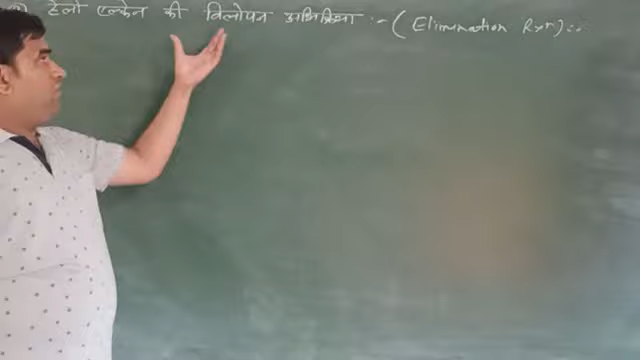 हेलो एल्केन की विलोपन अभिक्रिया :- (Elimination Rxn) :-